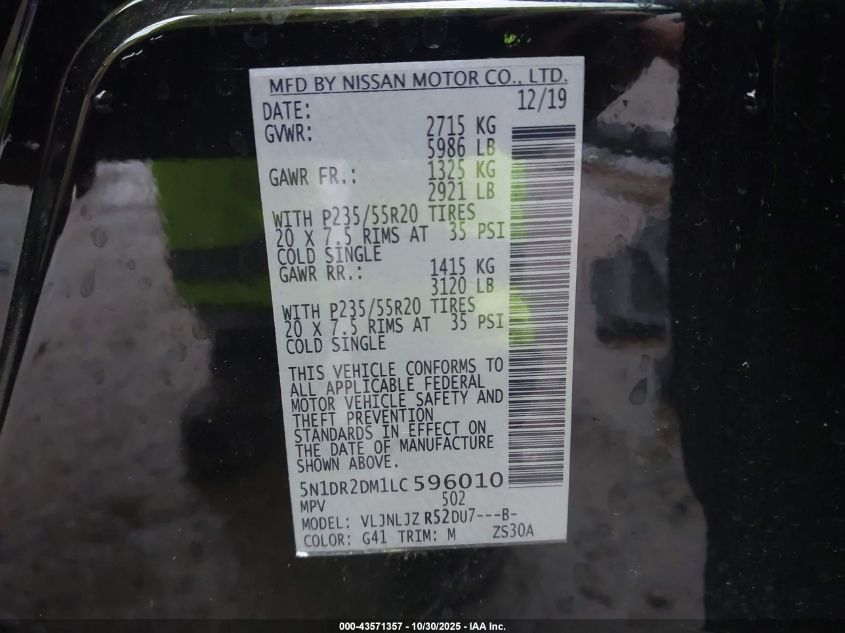 MFD BY NISSAN MOTOR CO., LTD.
DATE: 12/19
GVWR: 2715 KG
5986 LB
GAWR FR.: 1325 KG
2921 LB
WITH P235/55R20 TIRES
20 X 7.5 RIMS AT 35 PSI
COLD SINGLE
GAWR RR.: 1415 KG
3120 LB
WITH P235/55R20 TIRES
20 X 7.5 RIMS AT 35 PSI
COLD SINGLE
THIS VEHICLE CONFORMS TO
ALL APPLICABLE FEDERAL
MOTOR VEHICLE SAFETY AND
THEFT PREVENTION
STANDARDS IN EFFECT ON
THE DATE OF MANUFACTURE
SHOWN ABOVE.
5N1DR2DM1LC596010
MPV 502
MODEL: VLJNLJZ R52DU7---B-
COLOR: G41 TRIM: M ZS30A
000-43571357 - 10/30/2025 - IAA Inc.